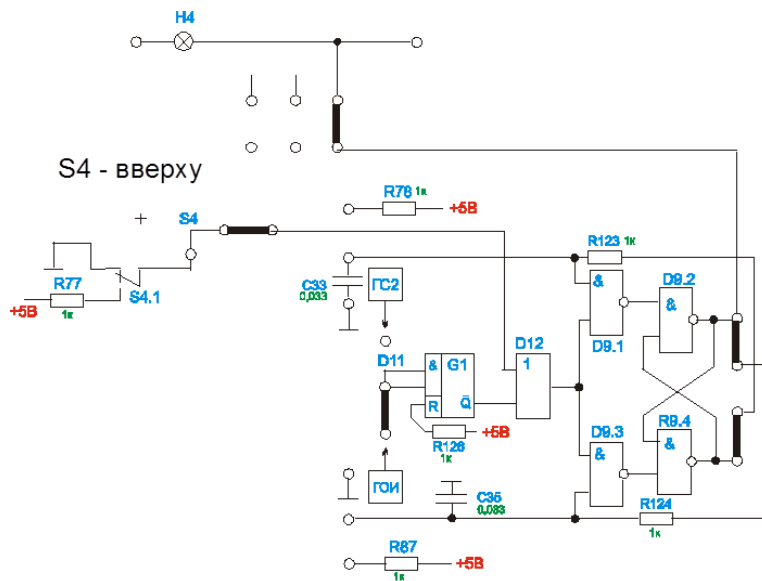 H4
S4 - вверху
+
S4
R78 1к
+5В
R77
1к
+5В
S4.1
R123 1к
C33
0,033
ГС2
&
D9.1
D9.2
&
D11
&
G1
R
Q̅
D12
1
R126
1к
+5В
D9.3
&
R9.4
&
ГОИ
C35
0,033
R124
1к
R87
1к
+5В